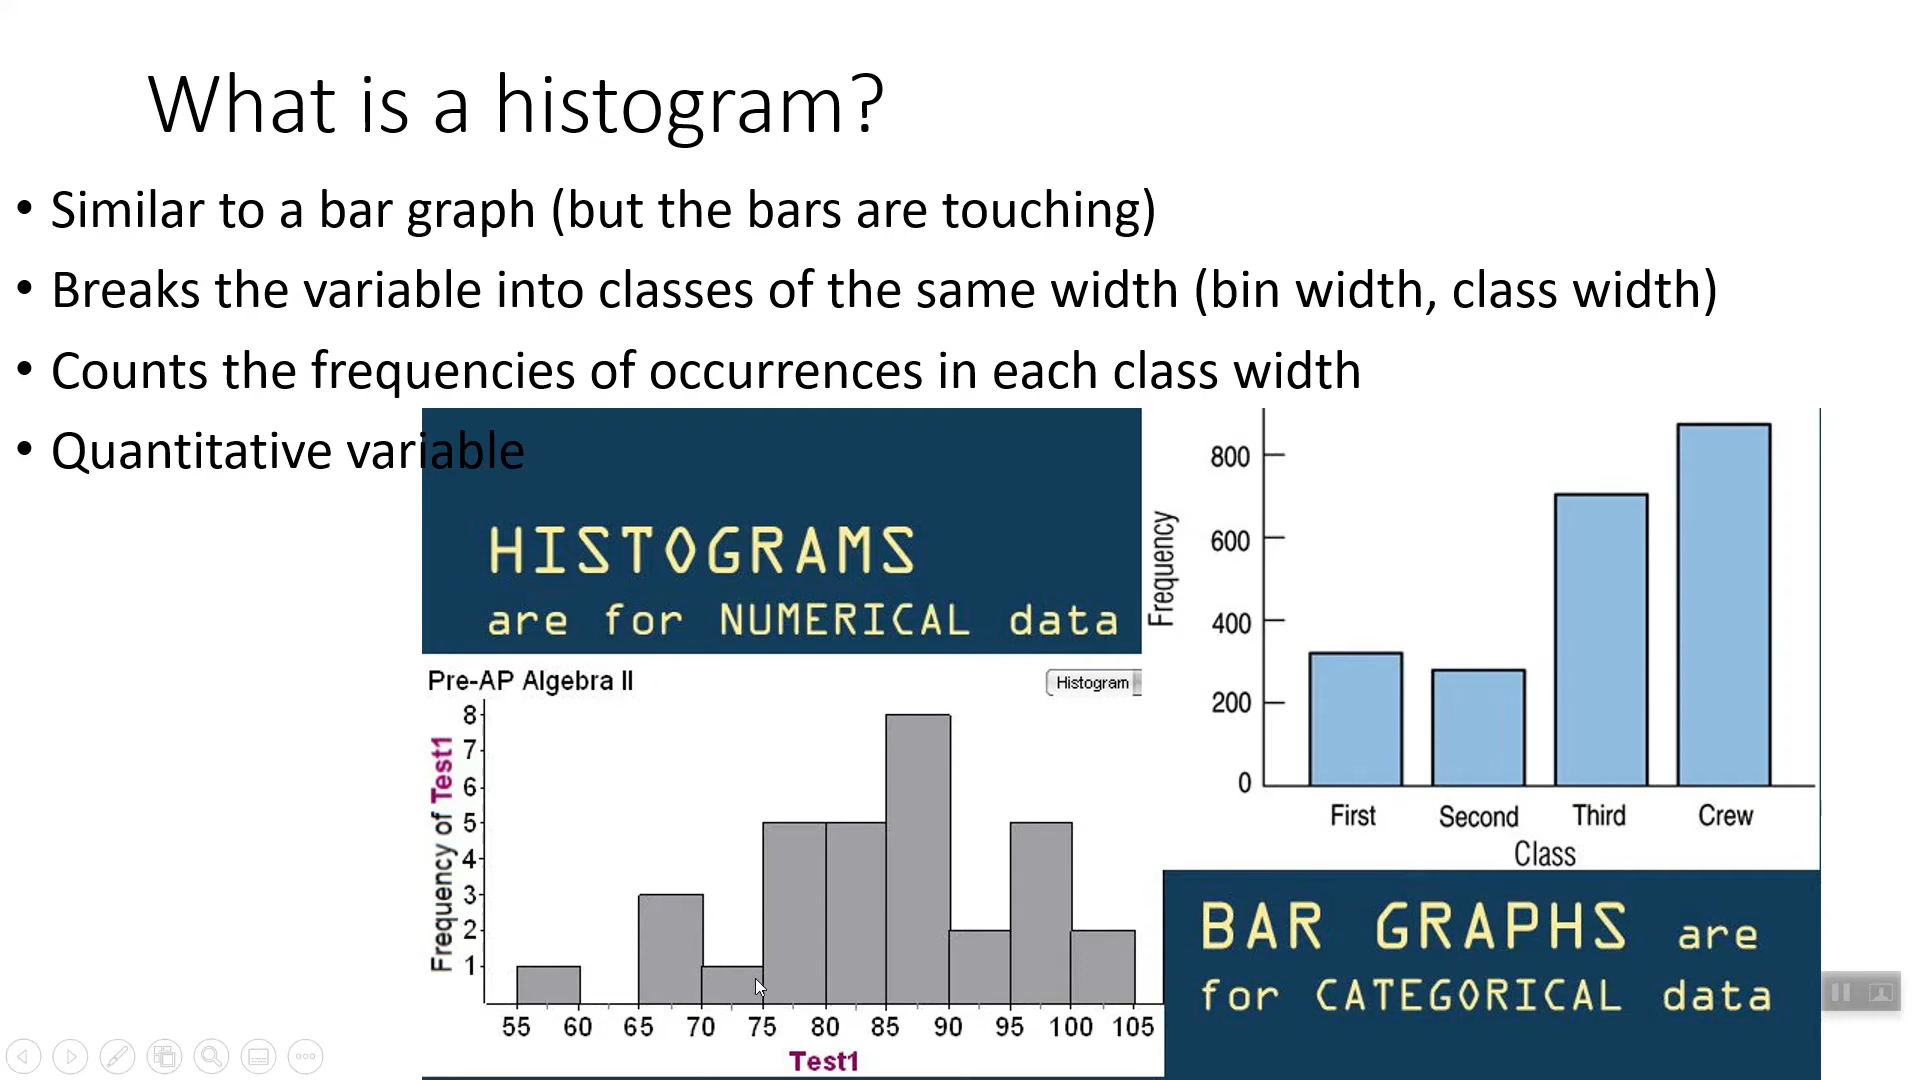 What is a histogram?
• Similar to a bar graph (but the bars are touching)
• Breaks the variable into classes of the same width (bin width, class width)
• Counts the frequencies of occurrences in each class width
• Quantitative variable
HISTOGRAMS
are for NUMERICAL data
Pre-AP Algebra II
Histogram
Frequency of Test1
8
7
6
5
4
3
2
1
55 60 65 70 75 80 85 90 95 100 105
Test1
Frequency
800
600
400
200
0
First Second Third Crew
Class
BAR GRAPHS are
for CATEGORICAL data